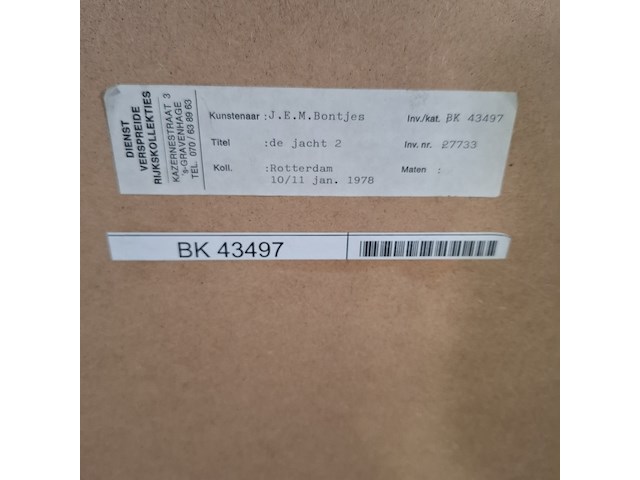 DIENST
VERSPREIDE
RIJKSKOLLEKTIES
KAZERNESTRAAT 3
's-GRAVENHAGE
TEL. 070 / 63 89 63
Kunstenaar : J.E.M.Bontjes Inv./kat. BK 43497
Titel : de jacht 2 Inv. nr. E7733
Koll. : Rotterdam Maten :
10/11 jan. 1978
BK 43497